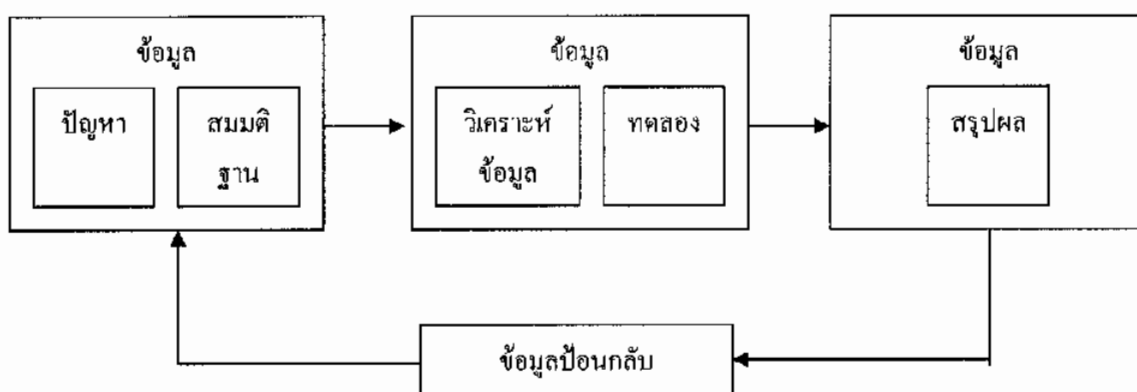 ข้อมูล
ปัญหา
สมมติ
ฐาน
ข้อมูล
วิเคราะห์
ข้อมูล
ทดลอง
ข้อมูล
สรุปผล
ข้อมูลป้อนกลับ